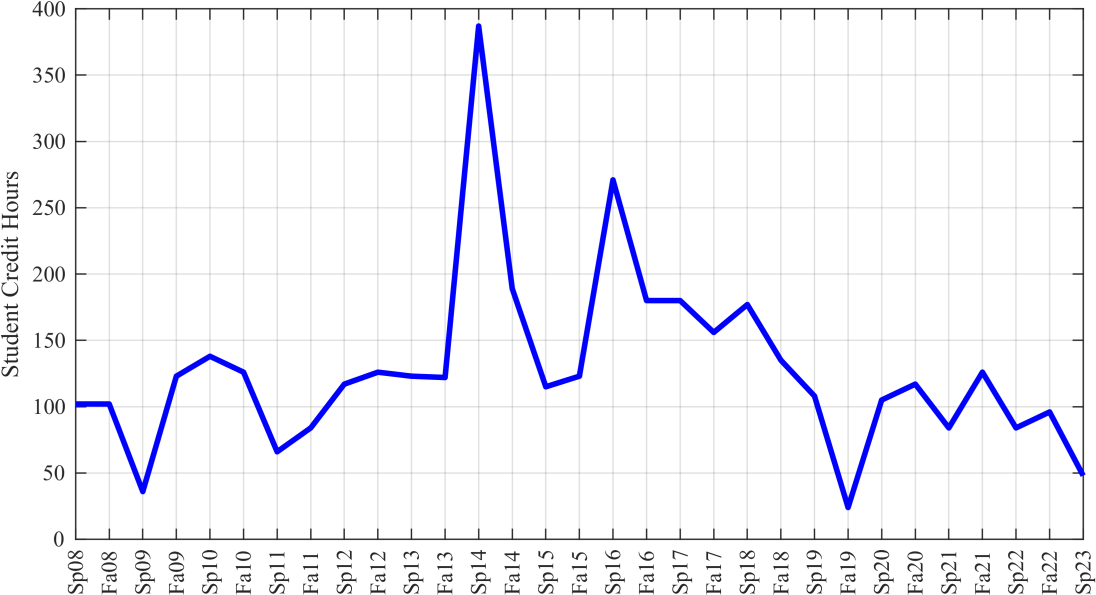 Student Credit Hours
400
350
300
250
200
150
100
50
0
Sp08
Fa08
Sp09
Fa09
Sp10
Fa10
Sp11
Fa11
Sp12
Fa12
Sp13
Fa13
Sp14
Fa14
Sp15
Fa15
Sp16
Fa16
Sp17
Fa17
Sp18
Fa18
Sp19
Fa19
Sp20
Fa20
Sp21
Fa21
Sp22
Fa22
Sp23